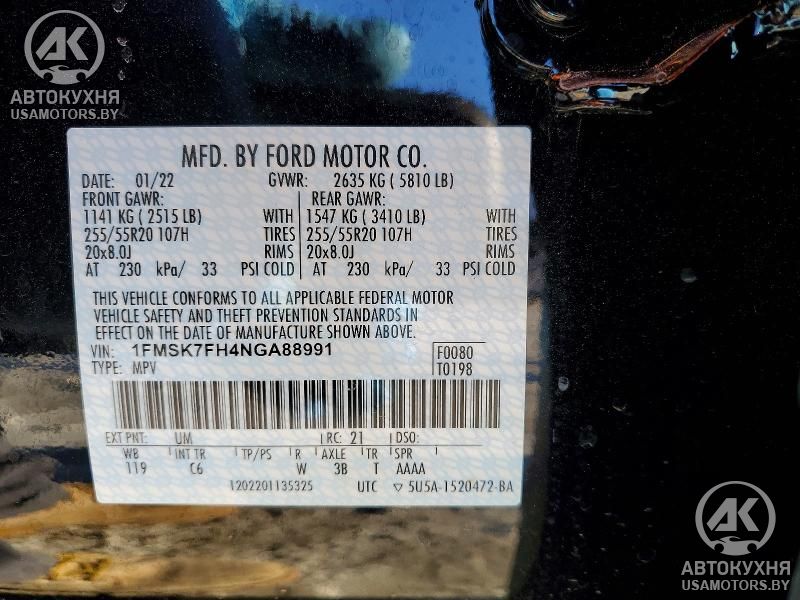 AK
АВТОКУХНЯ
USAMOTORS.BY
MFD. BY FORD MOTOR CO.
DATE: 01/22 GVWR: 2635 KG ( 5810 LB)
FRONT GAWR: REAR GAWR:
1141 KG ( 2515 LB) WITH 1547 KG ( 3410 LB) WITH
255/55R20 107H TIRES 255/55R20 107H TIRES
20x8.0J RIMS 20x8.0J RIMS
AT 230 kPa/ 33 PSI COLD AT 230 kPa/ 33 PSI COLD
THIS VEHICLE CONFORMS TO ALL APPLICABLE FEDERAL MOTOR
VEHICLE SAFETY AND THEFT PREVENTION STANDARDS IN
EFFECT ON THE DATE OF MANUFACTURE SHOWN ABOVE.
VIN: 1FMSK7FH4NGA88991 F0080
TYPE: MPV T0198
EXT PNT: UM RC: 21 DSO:
WB INT TR TP/PS R AXLE TR SPR
119 C6 W 3B T AAAA
1202201135325 UTC ▽ 5U5A-1520472-BA
AK
АВТОКУХНЯ
USAMOTORS.BY